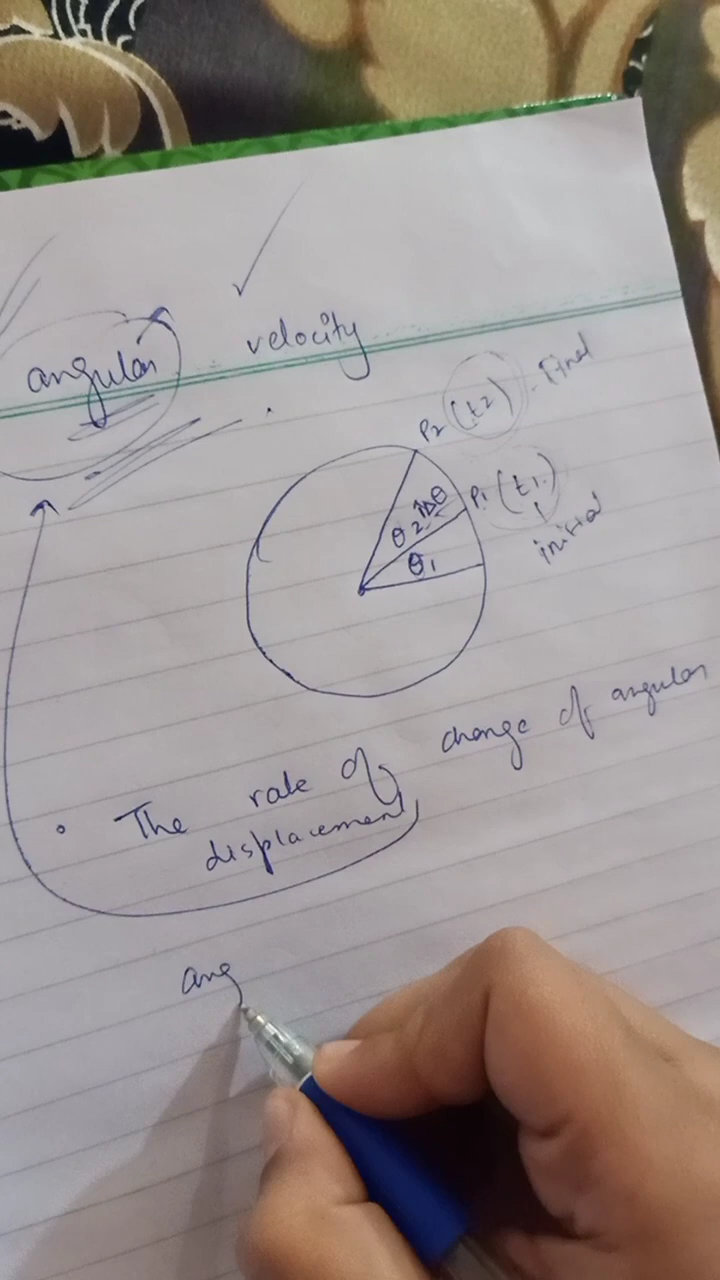 angular velocity
P2 (t2) - Final
P1 (t1)
initial
θ2 Δθ
θ1
• The rate of change of angular
displacement
ang